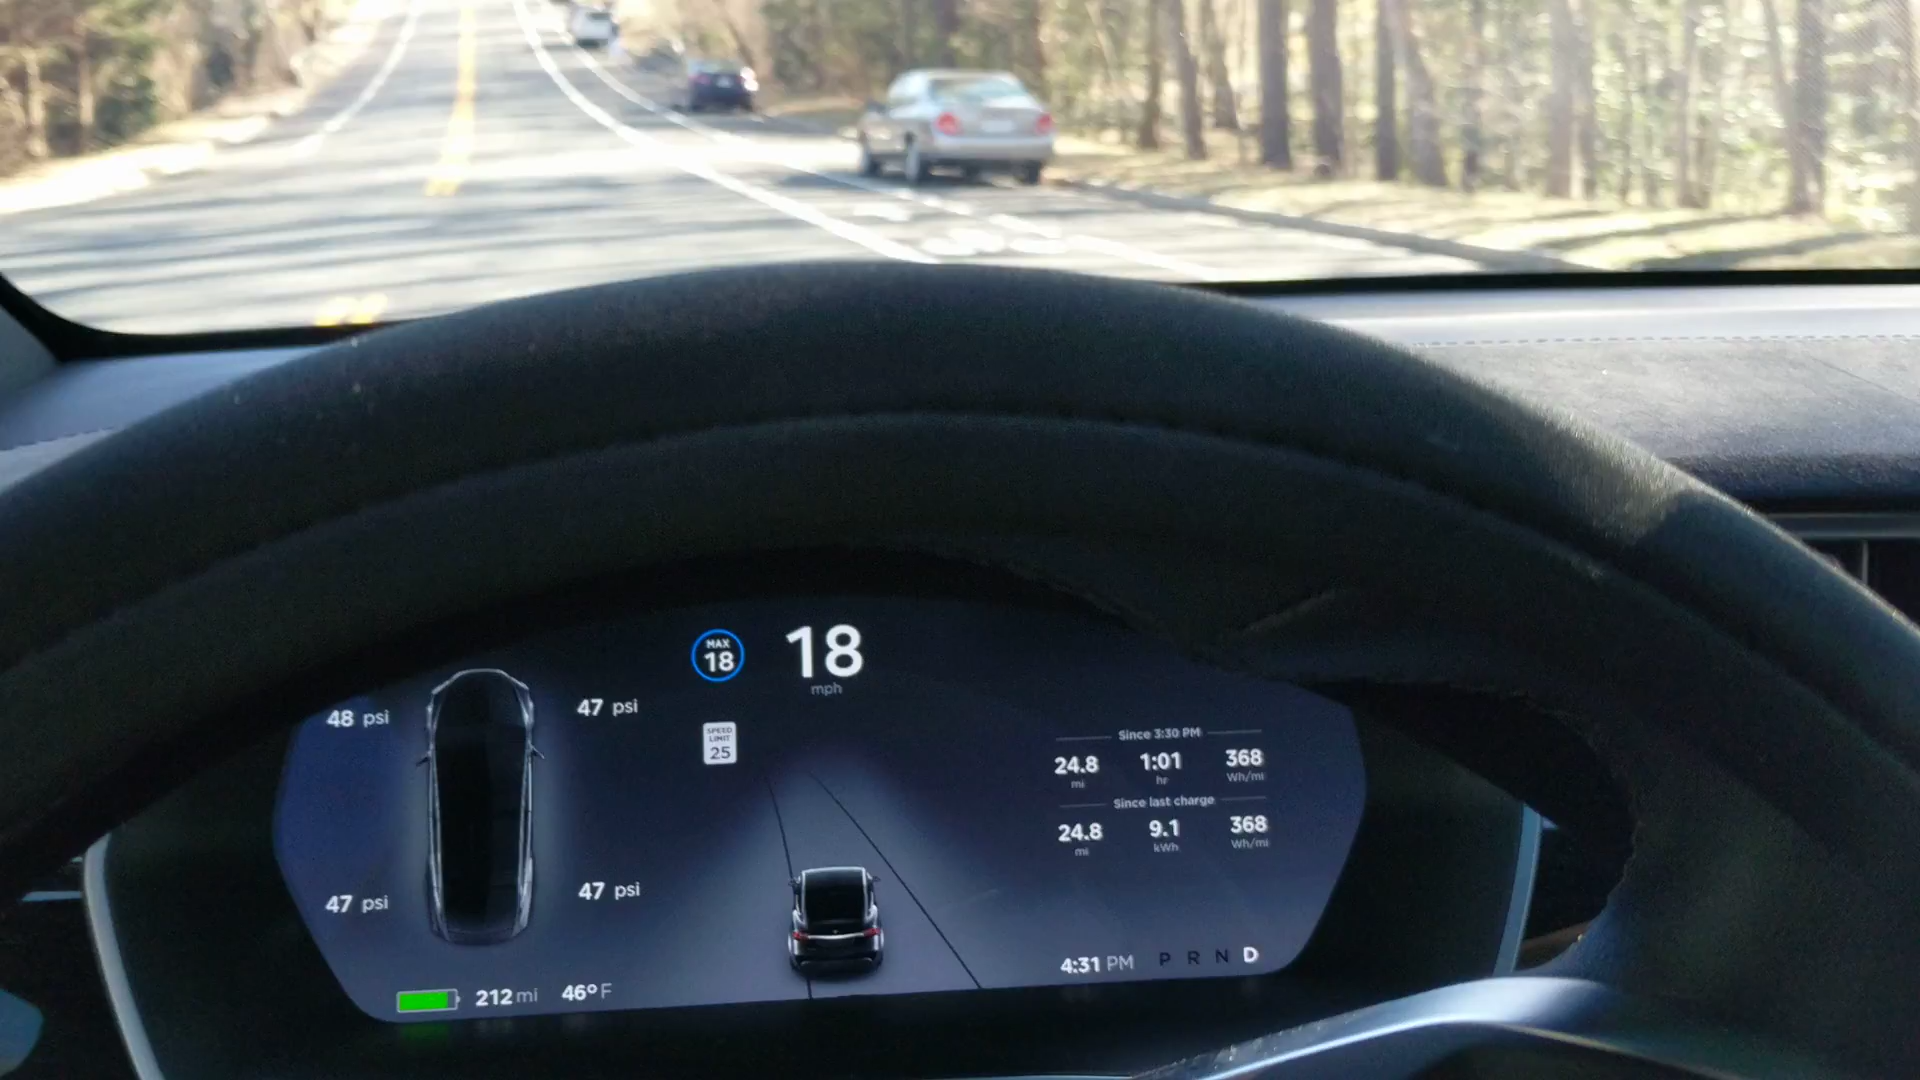 MAX
18
18
mph
SPEED
LIMIT
25
48 psi
47 psi
47 psi
47 psi
Since 3:30 PM
24.8 1:01 368
mi hr Wh/mi
Since last charge
24.8 9.1 368
mi kWh Wh/mi
4:31 PM P R N D
212 mi 46°F